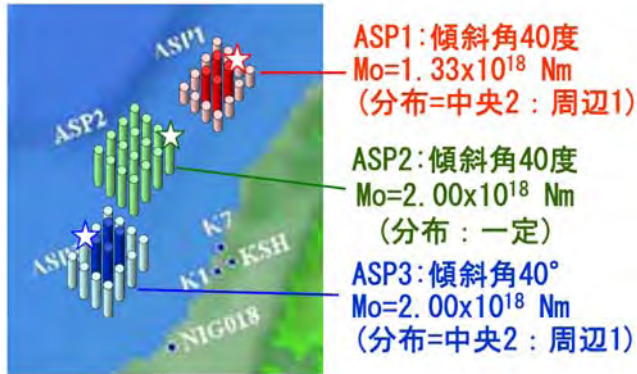 ASP1
ASP2
ASP3
K7
KSH
K1
NIG018
ASP1:傾斜角40度
Mo=1.33x10¹⁸ Nm
(分布=中央2：周辺1)
ASP2:傾斜角40度
Mo=2.00x10¹⁸ Nm
(分布：一定)
ASP3:傾斜角40°
Mo=2.00x10¹⁸ Nm
(分布=中央2：周辺1)